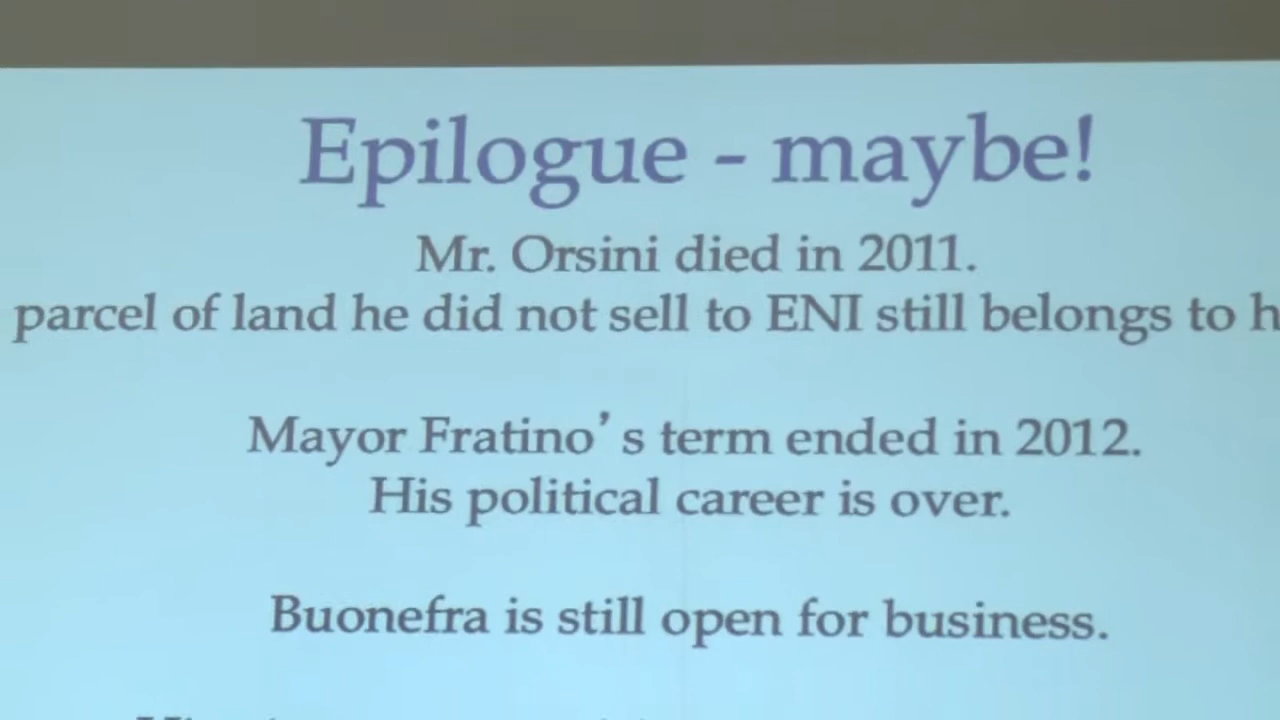 Epilogue - maybe!
Mr. Orsini died in 2011.
parcel of land he did not sell to ENI still belongs to
Mayor Fratino's term ended in 2012.
His political career is over.
Buonefra is still open for business.